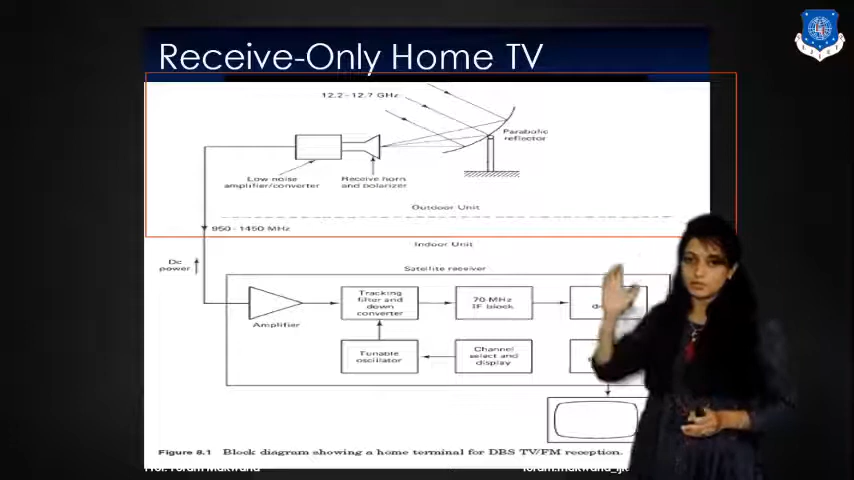 Receive-Only Home TV
12.2-12.7 GHz
Parabolic
reflector
Low noise
amplifier/converter
Receive horn
and polarizer
Outdoor Unit
950-1450 MHz
Indoor Unit
Dc
power
Satellite receiver
Amplifier
Tracking
filter and
down
converter
70-MHz
IF block
Tunable
oscillator
Channel
select and
display
Figure 8.1 Block diagram showing a home terminal for DBS TV/FM reception.